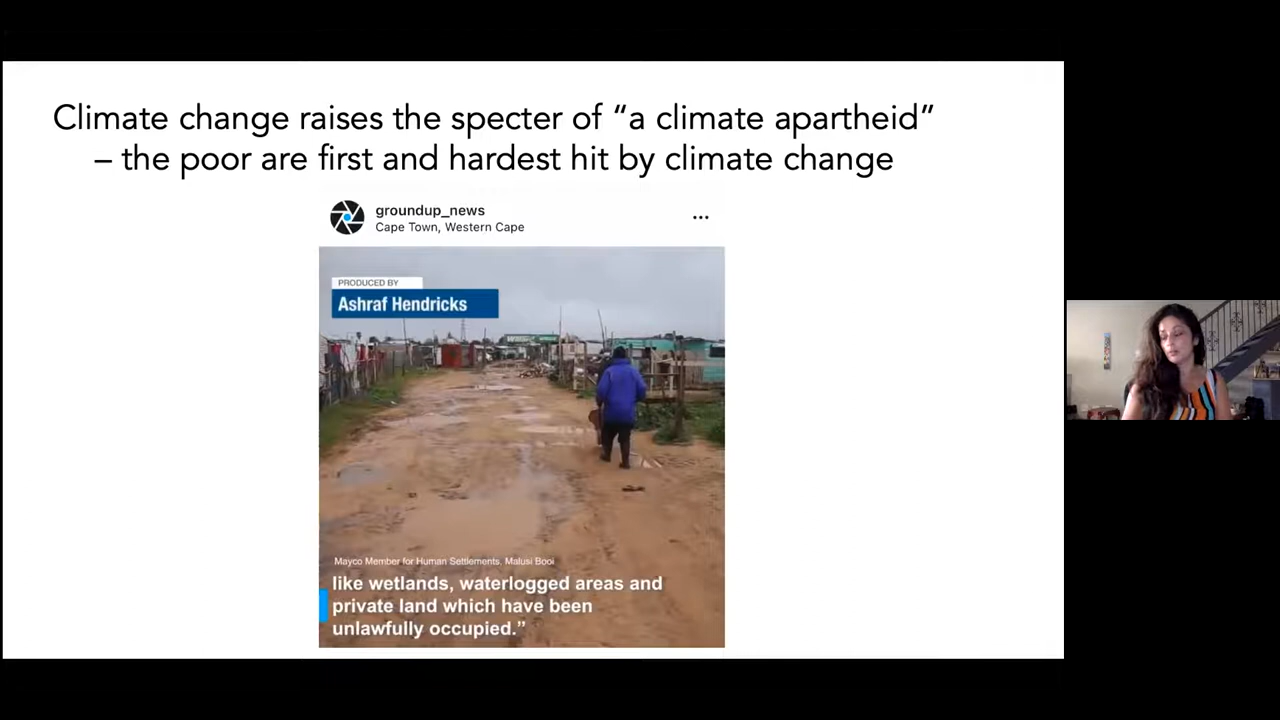 Climate change raises the specter of “a climate apartheid”
– the poor are first and hardest hit by climate change
groundup_news
Cape Town, Western Cape
PRODUCED BY
Ashraf Hendricks
Mayco Member for Human Settlements, Malusi Booi
like wetlands, waterlogged areas and
private land which have been
unlawfully occupied.”